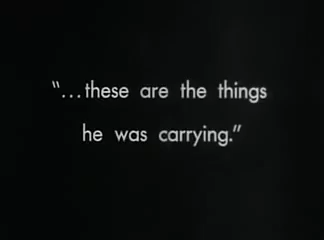 “...these are the things
he was carrying.”